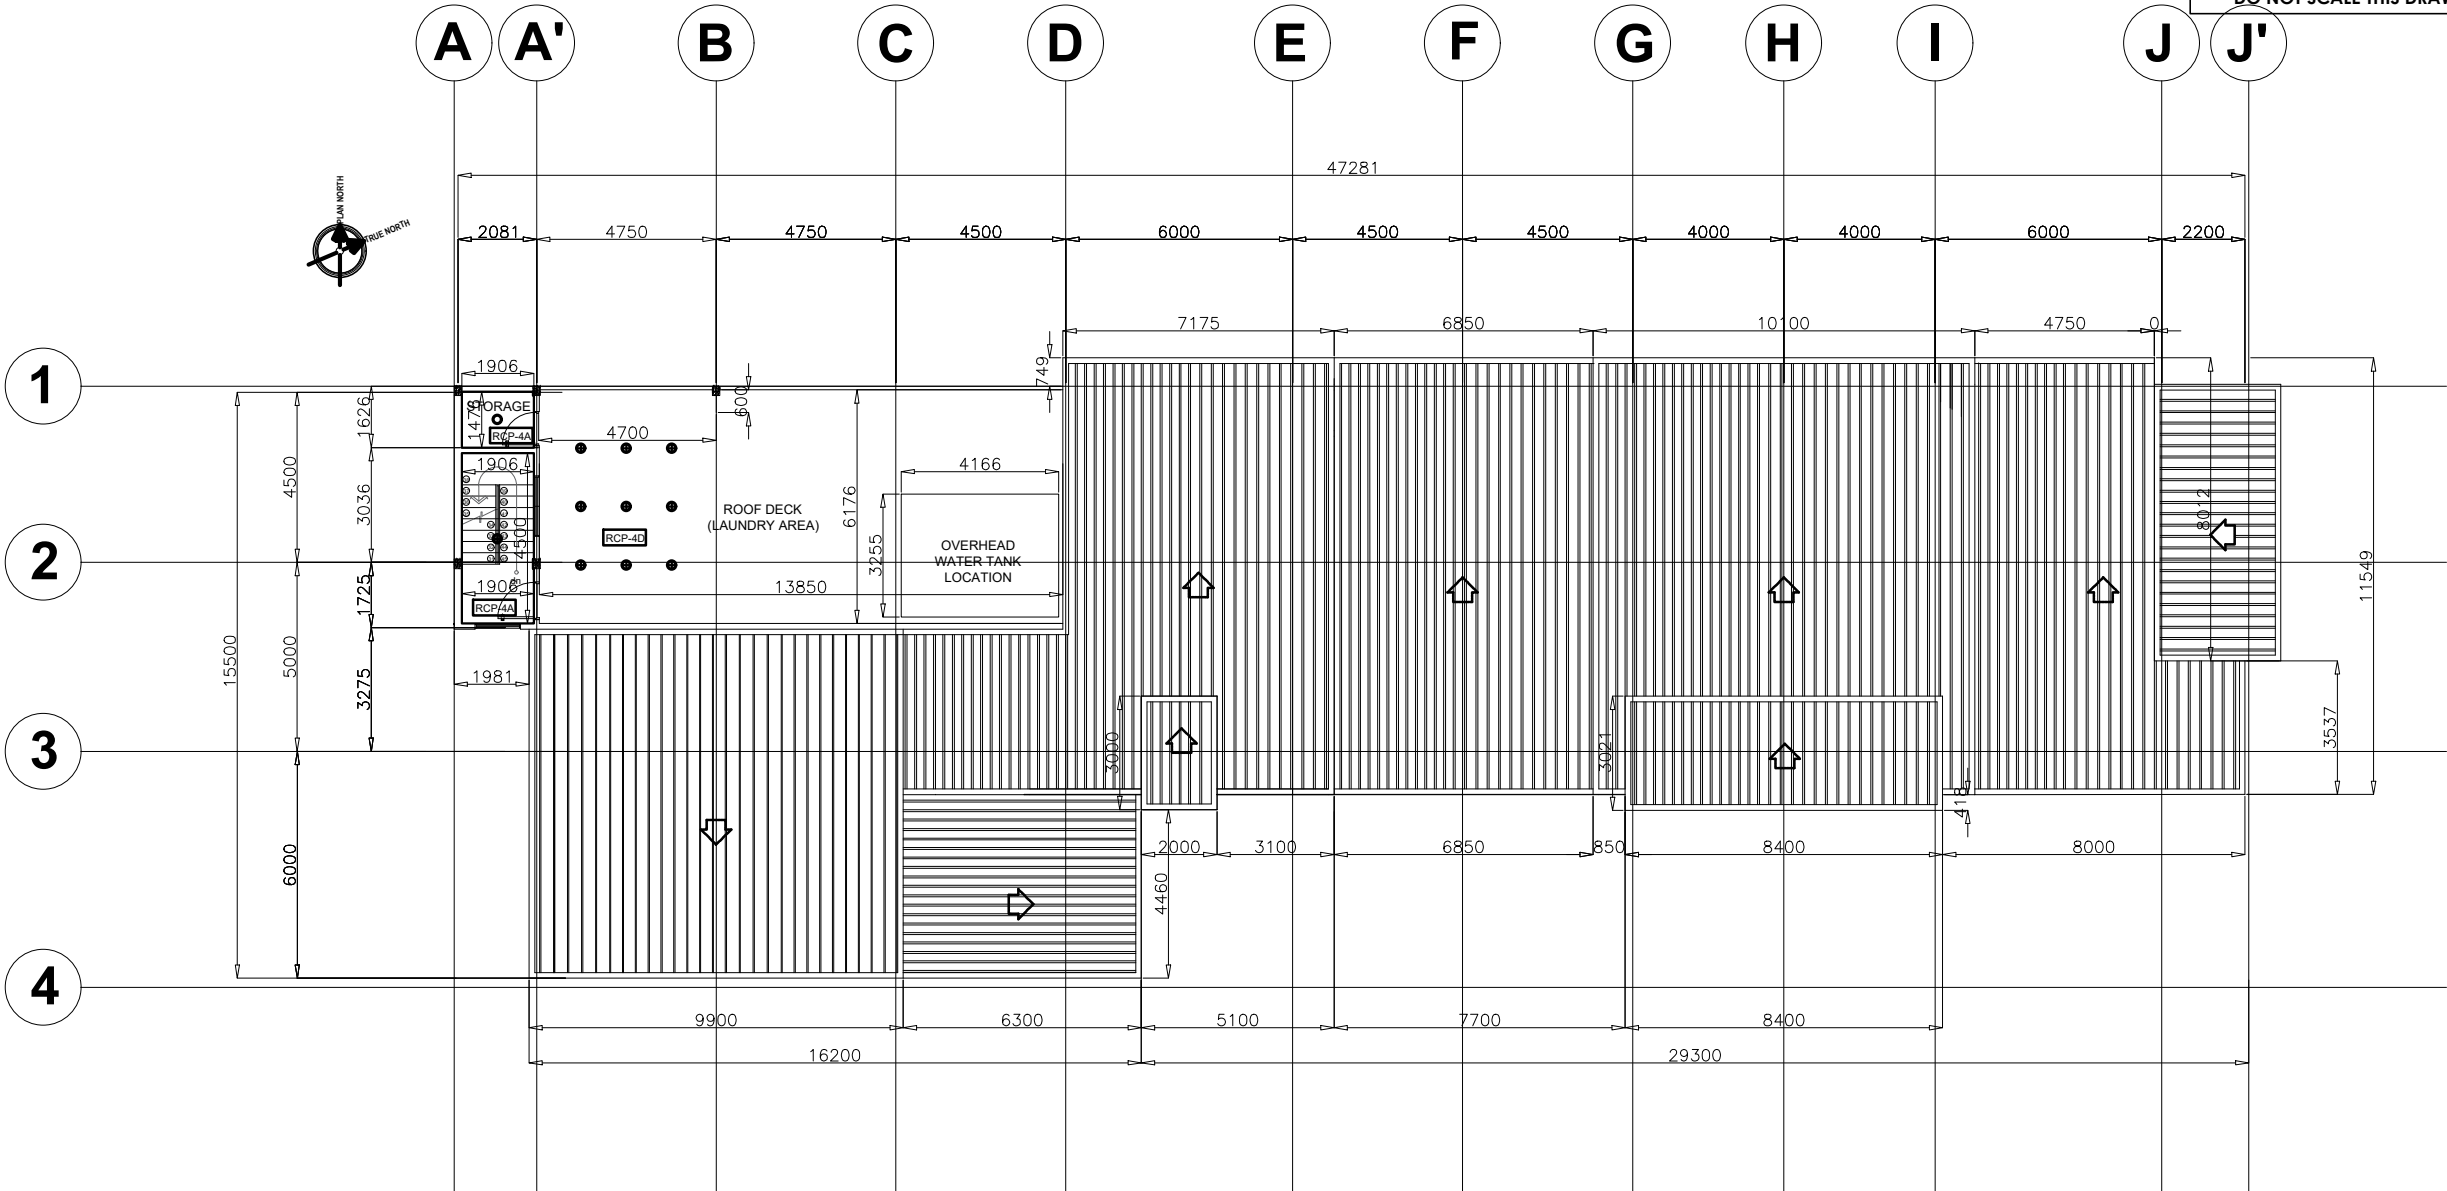 DO NOT SCALE THIS DRAW
A A' B C D E F G H I J J'
47281
PLAN NORTH
TRUE NORTH
2081 4750 4750 4500 6000 4500 4500 4000 4000 6000 2200
7175 6850 10100 4750 0
749
1
1906
600
STORAGE
1626
1476
RCP-4A
4700
4500
1906
4166
3036
6176
ROOF DECK
(LAUNDRY AREA)
8012
4500
RCP-4D
3255
OVERHEAD
WATER TANK
LOCATION
2
11549
1906
13850
1725
RCP-4A
15500
5000
1981
3275
3000
3021
3537
3
418
6000
2000 3100 6850 850 8400 8000
4460
4
9900 6300 5100 7700 8400
16200 29300